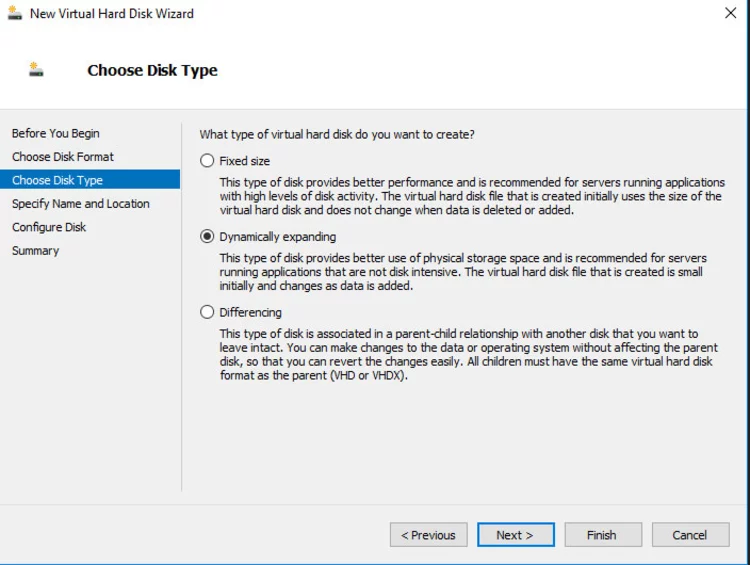 New Virtual Hard Disk Wizard
Choose Disk Type
Before You Begin
Choose Disk Format
Choose Disk Type
Specify Name and Location
Configure Disk
Summary
What type of virtual hard disk do you want to create?
Fixed size
This type of disk provides better performance and is recommended for servers running applications
with high levels of disk activity. The virtual hard disk file that is created initially uses the size of the
virtual hard disk and does not change when data is deleted or added.
Dynamically expanding
This type of disk provides better use of physical storage space and is recommended for servers
running applications that are not disk intensive. The virtual hard disk file that is created is small
initially and changes as data is added.
Differencing
This type of disk is associated in a parent-child relationship with another disk that you want to
leave intact. You can make changes to the data or operating system without affecting the parent
disk, so that you can revert the changes easily. All children must have the same virtual hard disk
format as the parent (VHD or VHDX).
< Previous
Next >
Finish
Cancel